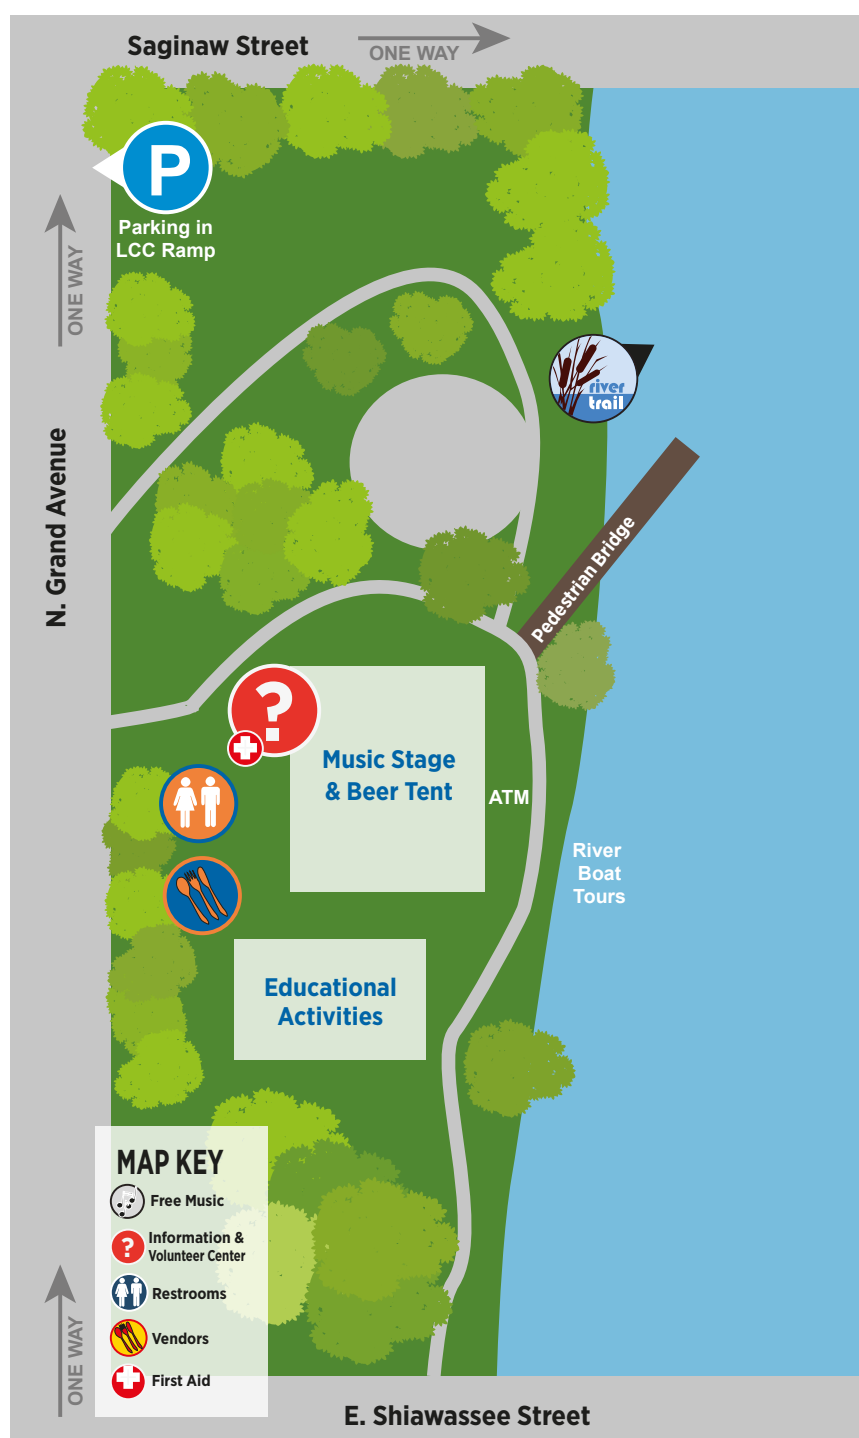 Saginaw Street
ONE WAY
P
Parking in
LCC Ramp
ONE WAY
river
trail
N. Grand Avenue
Pedestrian Bridge
?
Music Stage
& Beer Tent
ATM
River
Boat
Tours
Educational
Activities
MAP KEY
Free Music
?
Information &
Volunteer Center
Restrooms
Vendors
First Aid
ONE WAY
E. Shiawassee Street